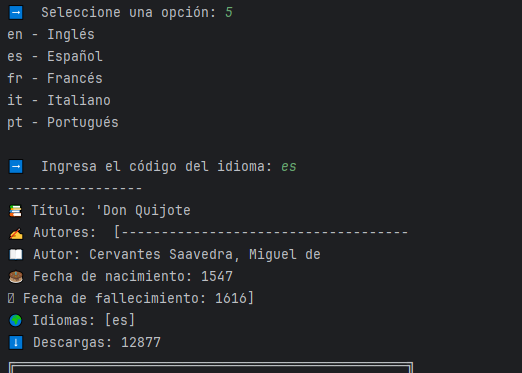 ➡ Seleccione una opción: 5
en - Inglés
es - Español
fr - Francés
it - Italiano
pt - Portugués
➡ Ingresa el código del idioma: es
-----------------
📚 Título: 'Don Quijote
✍ Autores:  [------------------------------------
📖 Autor: Cervantes Saavedra, Miguel de
🎂 Fecha de nacimiento: 1547
▯ Fecha de fallecimiento: 1616]
🌍 Idiomas: [es]
⬇ Descargas: 12877